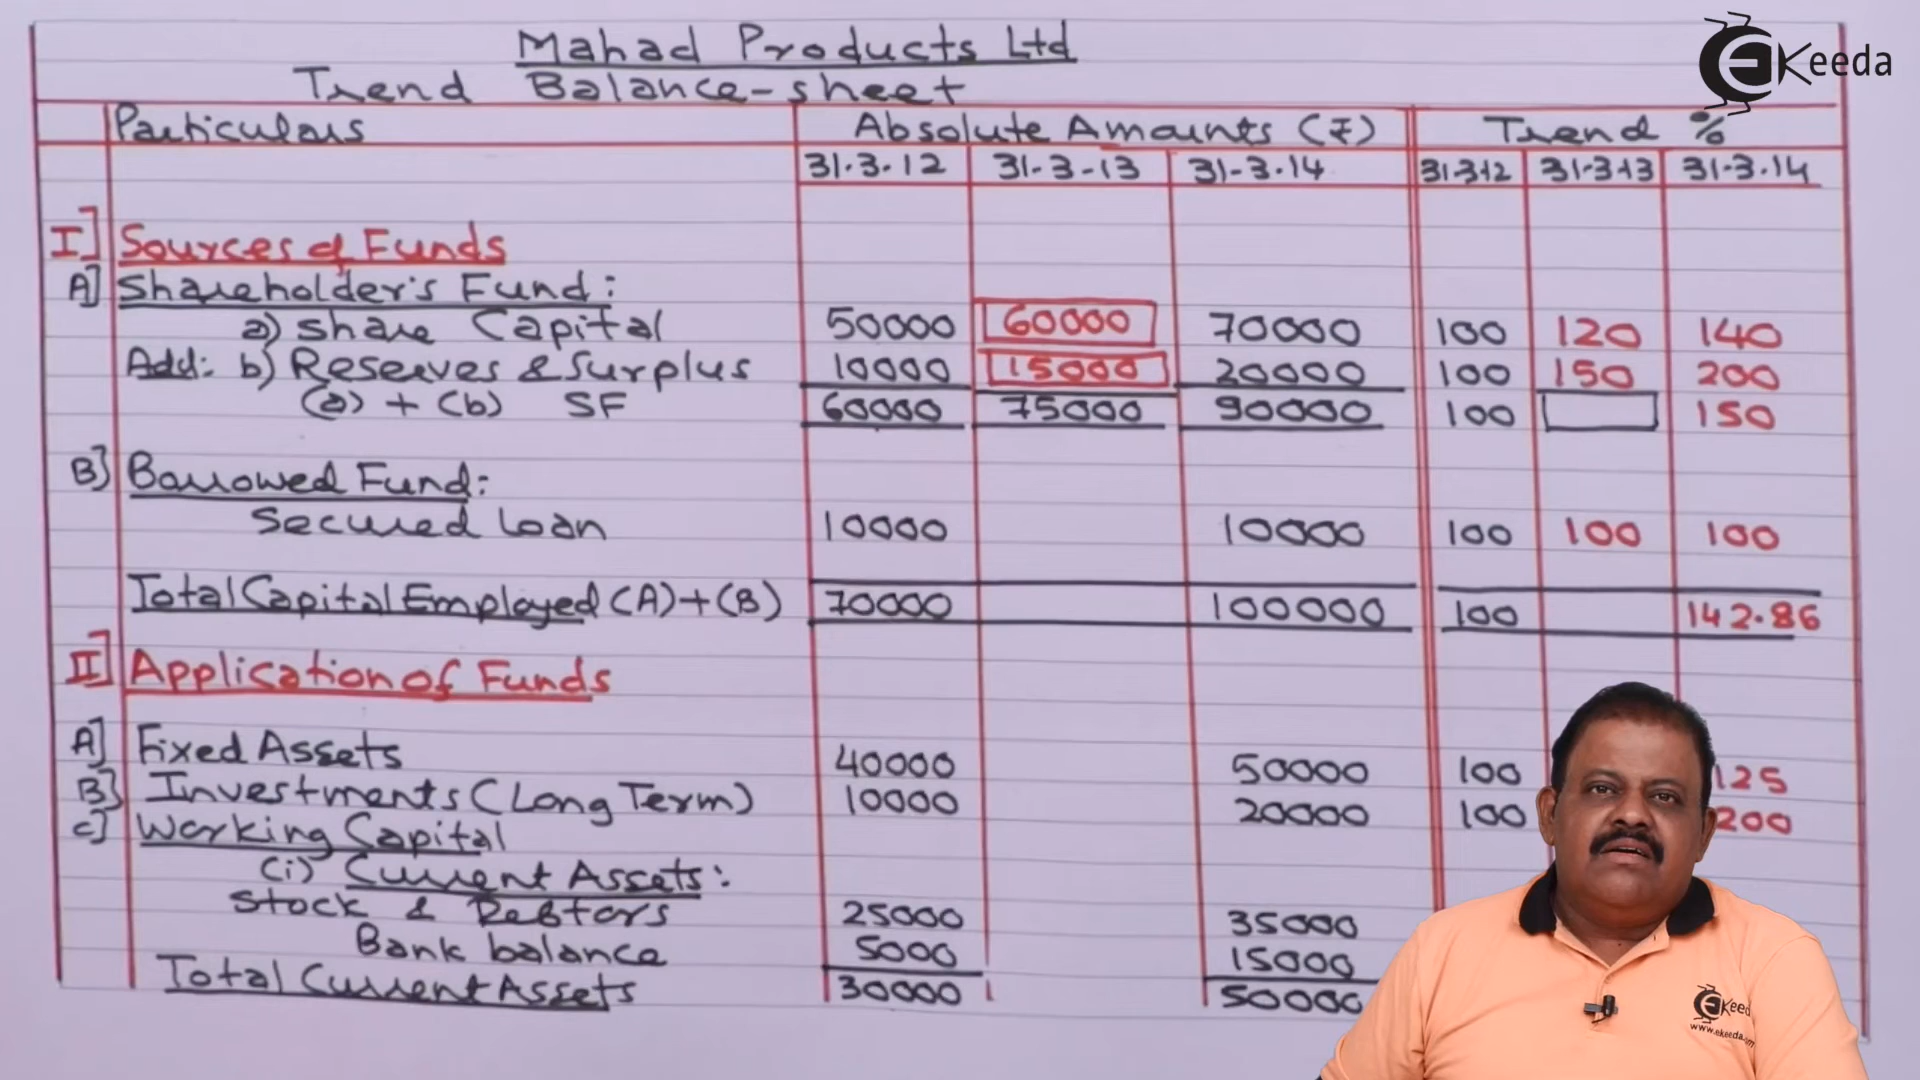 Mahad Products Ltd
Trend Balance-sheet
Keeda
Particulars Absolute Amounts (₹) Trend %
31.3.12 31-3-13 31-3.14 31-3-12 31-3-13 31-3.14
I] Sources of Funds
A] Shareholder's Fund:
a) Share Capital 50000 60000 70000 100 120 140
Add: b) Reserves & Surplus 10000 15000 20000 100 150 200
(a) + (b) SF 60000 75000 90000 100 150
B] Borrowed Fund:
Secured Loan 10000 10000 100 100 100
Total Capital Employed (A)+(B) 70000 100000 100 142.86
II] Application of Funds
A] Fixed Assets 40000 50000 100 125
B] Investments (Long Term) 10000 20000 100 200
C] Working Capital
(i) Current Assets:
Stock & Debtors 25000 35000
Bank balance 5000 15000
Total Current Assets 30000 50000
Keeda
www.ekeeda.com